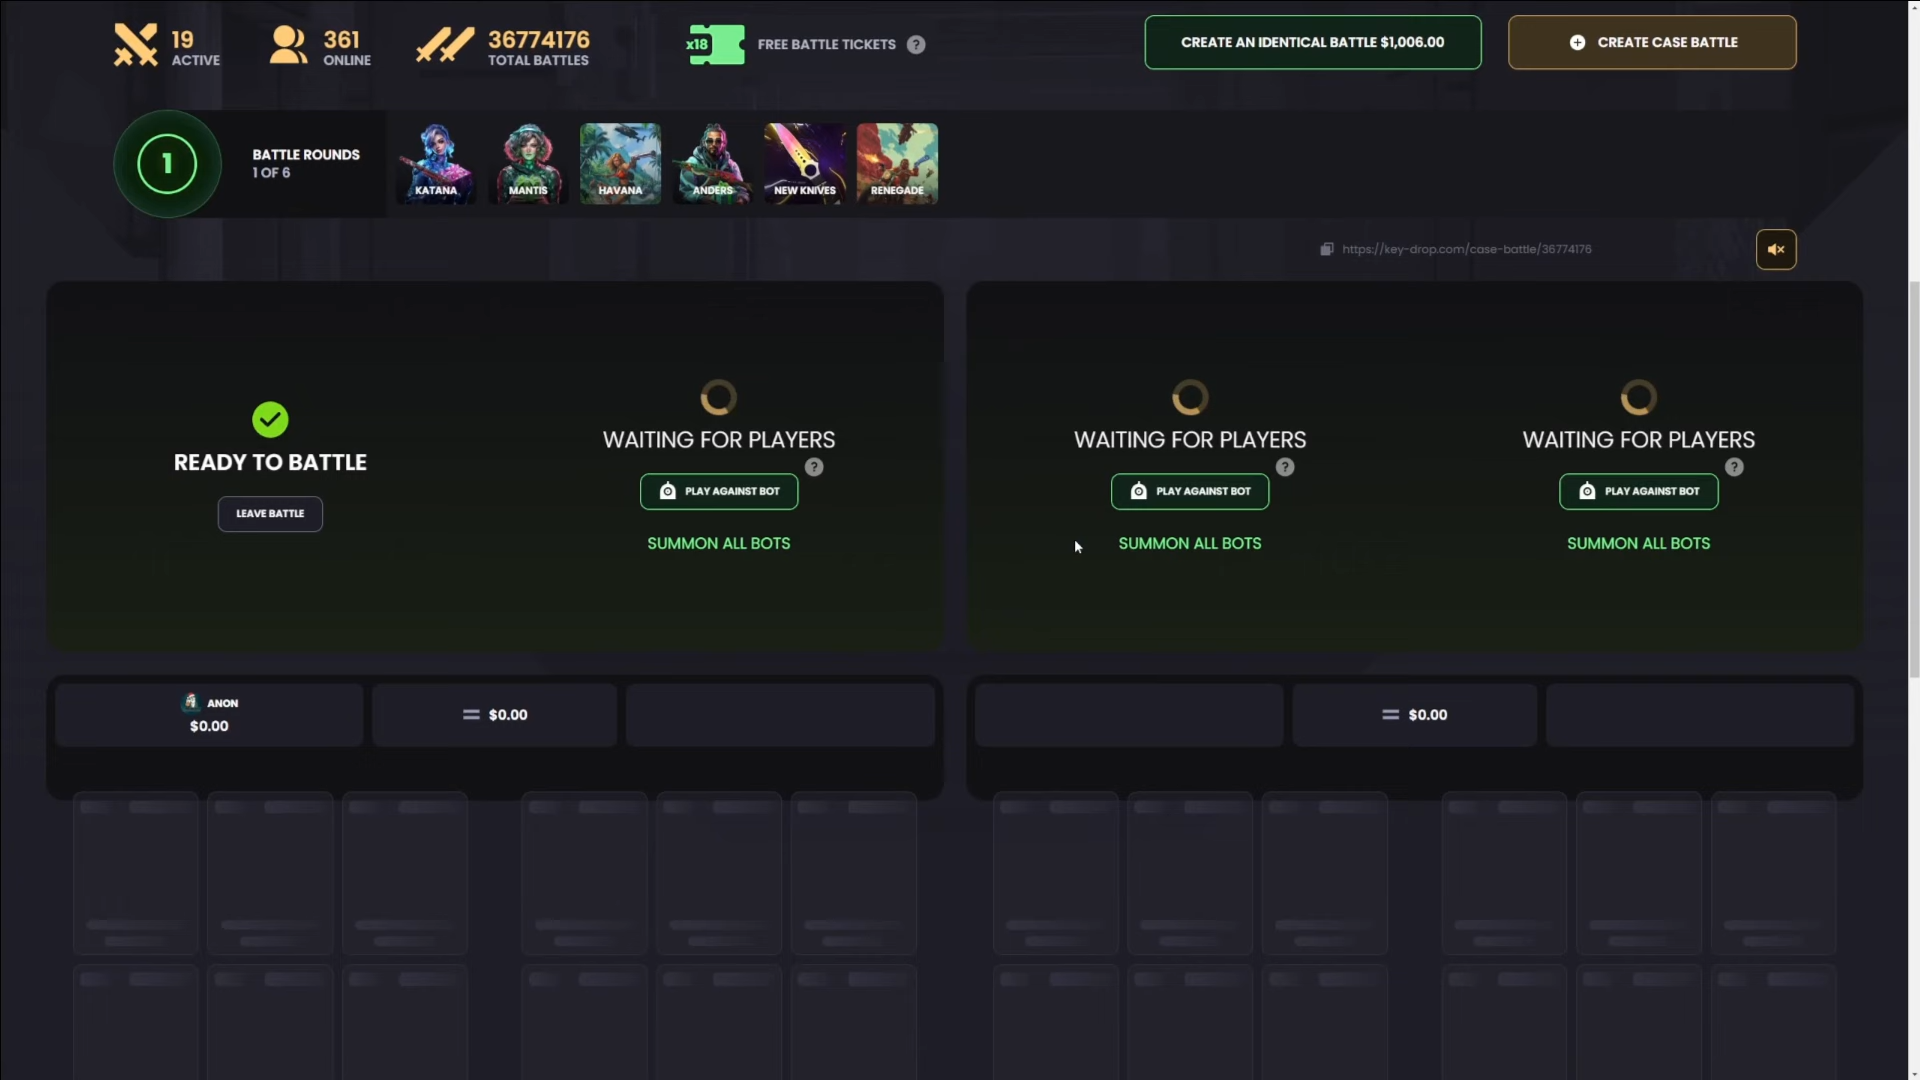 19
ACTIVE
361
ONLINE
36774176
TOTAL BATTLES
x18
FREE BATTLE TICKETS ?
CREATE AN IDENTICAL BATTLE $1,006.00
CREATE CASE BATTLE
1
BATTLE ROUNDS
1 OF 6
KATANA
MANTIS
HAVANA
ANDERS
NEW KNIVES
RENEGADE
https://key-drop.com/case-battle/36774176
READY TO BATTLE
LEAVE BATTLE
WAITING FOR PLAYERS
?
PLAY AGAINST BOT
SUMMON ALL BOTS
WAITING FOR PLAYERS
?
PLAY AGAINST BOT
SUMMON ALL BOTS
WAITING FOR PLAYERS
?
PLAY AGAINST BOT
SUMMON ALL BOTS
ANON
$0.00
= $0.00
= $0.00